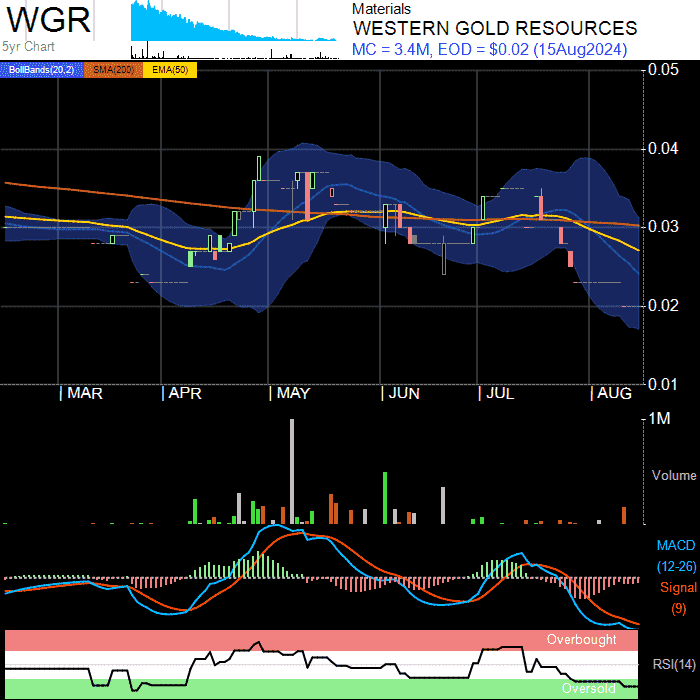 WGR
5yr Chart
Materials
WESTERN GOLD RESOURCES
MC = 3.4M, EOD = $0.02 (15Aug2024)
BollBands(20,2) SMA(200) EMA(50)
0.05
0.04
0.03
0.02
0.01
MAR APR MAY JUN JUL AUG
1M
Volume
MACD
(12-26)
Signal
(9)
Overbought
RSI(14)
Oversold